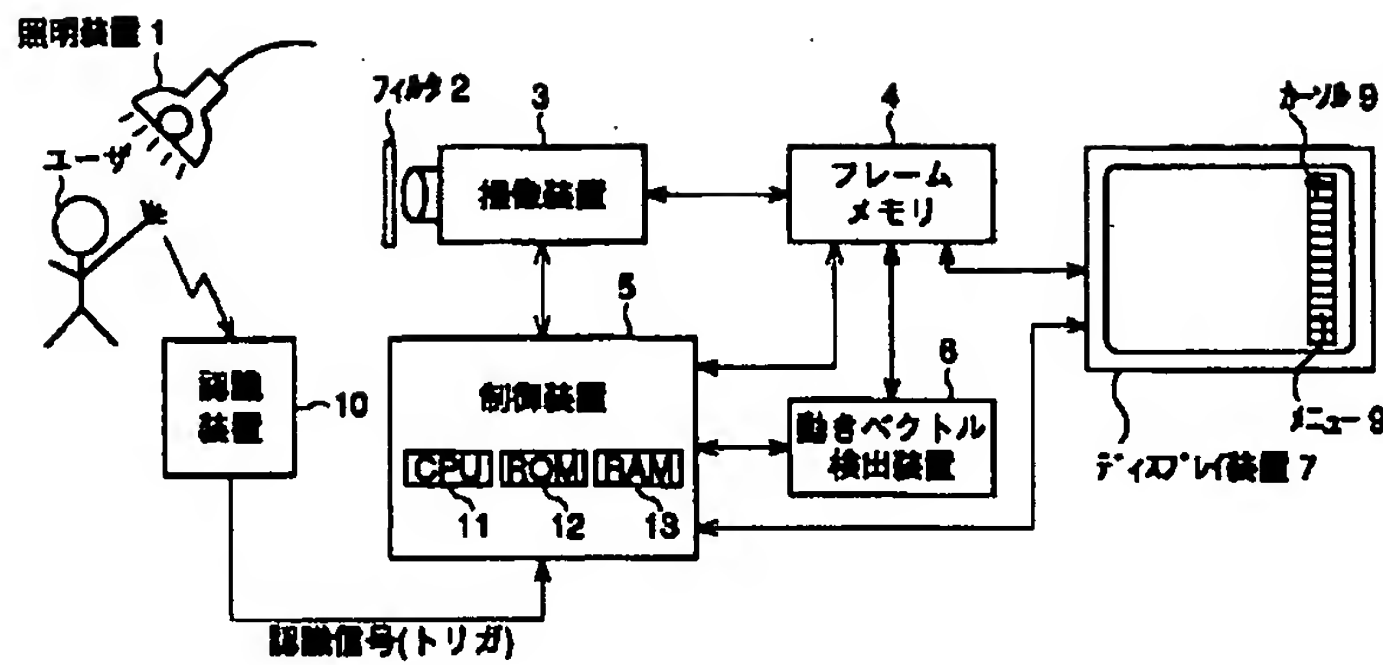 照明装置 1
フィルタ 2
3
4
カーソル 9
ユーザ
撮像装置
フレーム
メモリ
5
6
認識
装置
10
制御装置
動きベクトル
検出装置
メニュー 9
ディスプレイ装置 7
CPU ROM RAM
11 12 13
認識信号(トリガ)